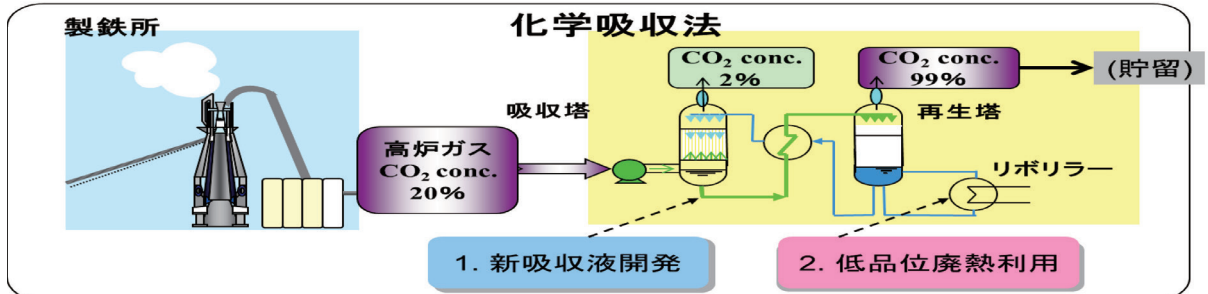 製鉄所
化学吸収法
CO₂ conc.
2%
CO₂ conc.
99%
(貯留)
吸収塔
再生塔
高炉ガス
CO₂ conc.
20%
リボリラー
1. 新吸収液開発
2. 低品位廃熱利用